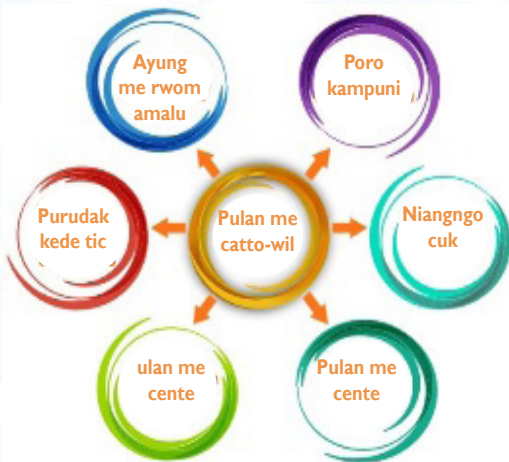 Ayung
me rwom
amalu
Poro
kampuni
Purudak
kede tic
Pulan me
catto-wil
Niangngo
cuk
ulan me
cente
Pulan me
cente